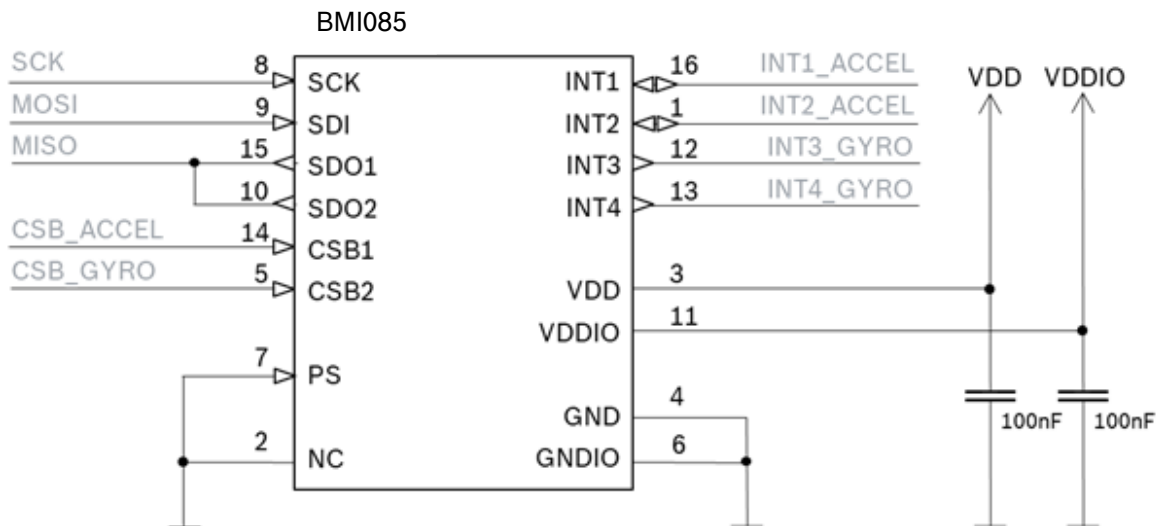 BMI085
SCK 8 SCK INT1 16 INT1_ACCEL VDD VDDIO
MOSI 9 SDI INT2 1 INT2_ACCEL
MISO 15 SDO1 INT3 12 INT3_GYRO
10 SDO2 INT4 13 INT4_GYRO
CSB_ACCEL 14 CSB1
CSB_GYRO 5 CSB2 VDD 3
VDDIO 11
7 PS
GND 4 100nF 100nF
2 NC GNDIO 6